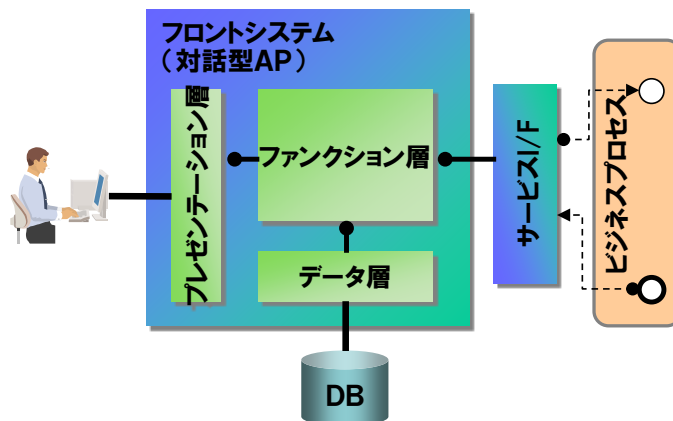 フロントシステム
（対話型AP）
プレゼンテーション層
ファンクション層
データ層
DB
サービスI/F
ビジネスプロセス